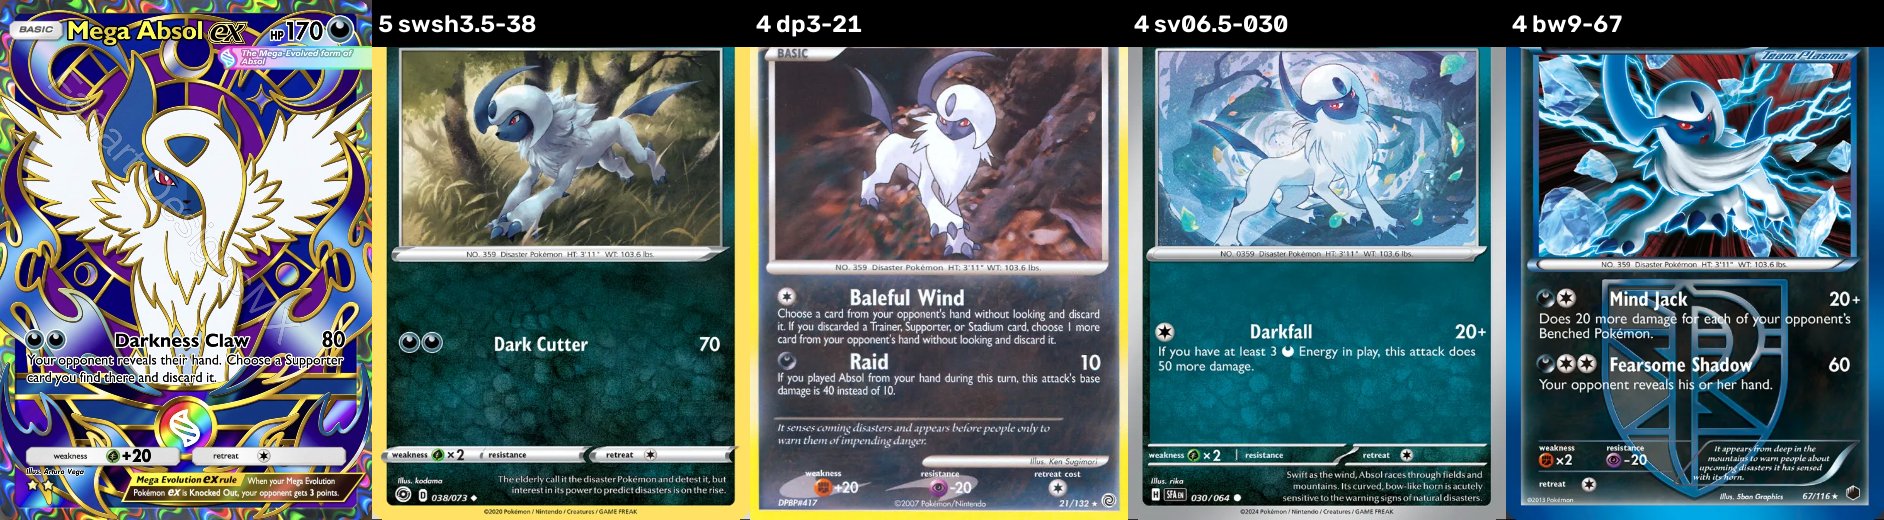 BASIC
Mega Absol ex
HP 170
The Mega-Evolved form of
Absol
Darkness Claw 80
Your opponent reveals their hand. Choose a Supporter
card you find there and discard it.
weakness +20 retreat
Illus. Arturo Vega
Mega Evolution ex rule When your Mega Evolution
Pokémon ex is Knocked Out, your opponent gets 3 points.
5 swsh3.5-38
NO. 359 Disaster Pokémon HT: 3'11" WT: 103.6 lbs.
Dark Cutter 70
weakness ×2 resistance retreat
Illus. kodama
The elderly call it the disaster Pokémon and detest it, but
interest in its power to predict disasters is on the rise.
D 038/073
©2020 Pokémon / Nintendo / Creatures / GAME FREAK
4 dp3-21
BASIC
NO. 359 Disaster Pokémon HT: 3'11" WT: 103.6 lbs.
Baleful Wind
Choose a card from your opponent's hand without looking and discard
it. If you discarded a Trainer, Supporter, or Stadium card, choose 1 more
card from your opponent's hand without looking and discard it.
Raid 10
If you played Absol from your hand during this turn, this attack's base
damage is 40 instead of 10.
It senses coming disasters and appears before people only to
warn them of impending danger.
Illus. Ken Sugimori
weakness resistance retreat cost
+20 -20
DPBP#417 ©2007 Pokémon/Nintendo 21/132
4 sv06.5-030
NO. 0359 Disaster Pokémon HT: 3'11" WT: 103.6 lbs.
Darkfall 20+
If you have at least 3 Energy in play, this attack does
50 more damage.
weakness ×2 resistance retreat
Illus. rika
Swift as the wind, Absol races through fields and
mountains. Its curved, bow-like horn is acutely
sensitive to the warning signs of natural disasters.
H SFA EN 030/064
©2024 Pokémon / Nintendo / Creatures / GAME FREAK
4 bw9-67
Team Plasma
NO. 359 Disaster Pokémon HT: 3'11" WT: 103.6 lbs.
Mind Jack 20+
Does 20 more damage for each of your opponent's
Benched Pokémon.
Fearsome Shadow 60
Your opponent reveals his or her hand.
weakness resistance
×2 -20
retreat
It appears from deep in the
mountains to warn people about
upcoming disasters it has sensed
with its horn.
Illus. 5ban Graphics 67/116
©2013 Pokémon